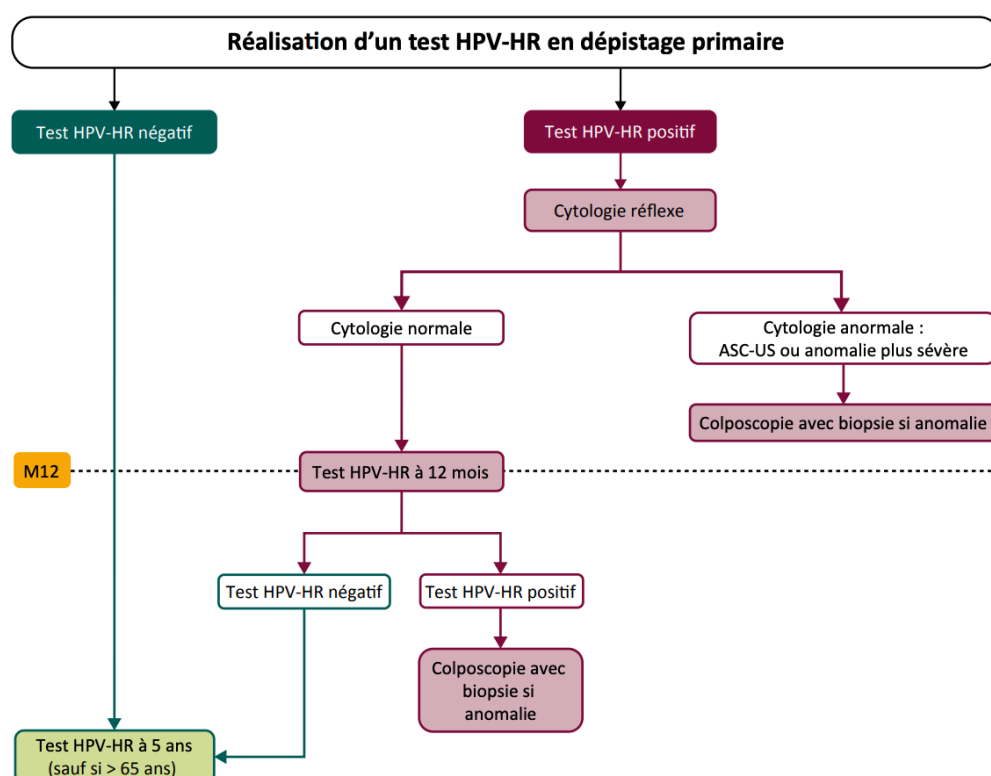 Réalisation d'un test HPV-HR en dépistage primaire
Test HPV-HR négatif
Test HPV-HR positif
Cytologie réflexe
Cytologie normale
Cytologie anormale :
ASC-US ou anomalie plus sévère
Colposcopie avec biopsie si anomalie
M12
Test HPV-HR à 12 mois
Test HPV-HR négatif
Test HPV-HR positif
Colposcopie avec
biopsie si
anomalie
Test HPV-HR à 5 ans
(sauf si > 65 ans)